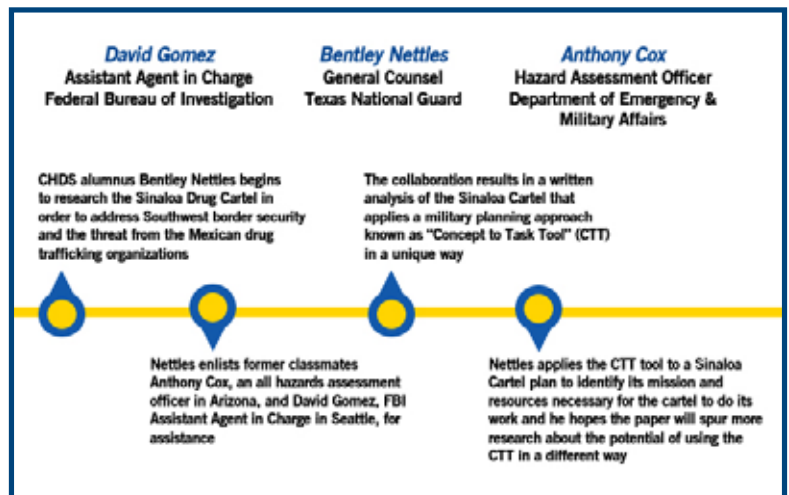 David Gomez
Assistant Agent in Charge
Federal Bureau of Investigation
Bentley Nettles
General Counsel
Texas National Guard
Anthony Cox
Hazard Assessment Officer
Department of Emergency &
Military Affairs
CHDS alumnus Bentley Nettles begins
to research the Sinaloa Drug Cartel in
order to address Southwest border security
and the threat from the Mexican drug
trafficking organizations
The collaboration results in a written
analysis of the Sinaloa Cartel that
applies a military planning approach
known as “Concept to Task Tool” (CTT)
in a unique way
Nettles enlists former classmates
Anthony Cox, an all hazards assessment
officer in Arizona, and David Gomez, FBI
Assistant Agent in Charge in Seattle, for
assistance
Nettles applies the CTT tool to a Sinaloa
Cartel plan to identify its mission and
resources necessary for the cartel to do its
work and he hopes the paper will spur more
research about the potential of using the
CTT in a different way